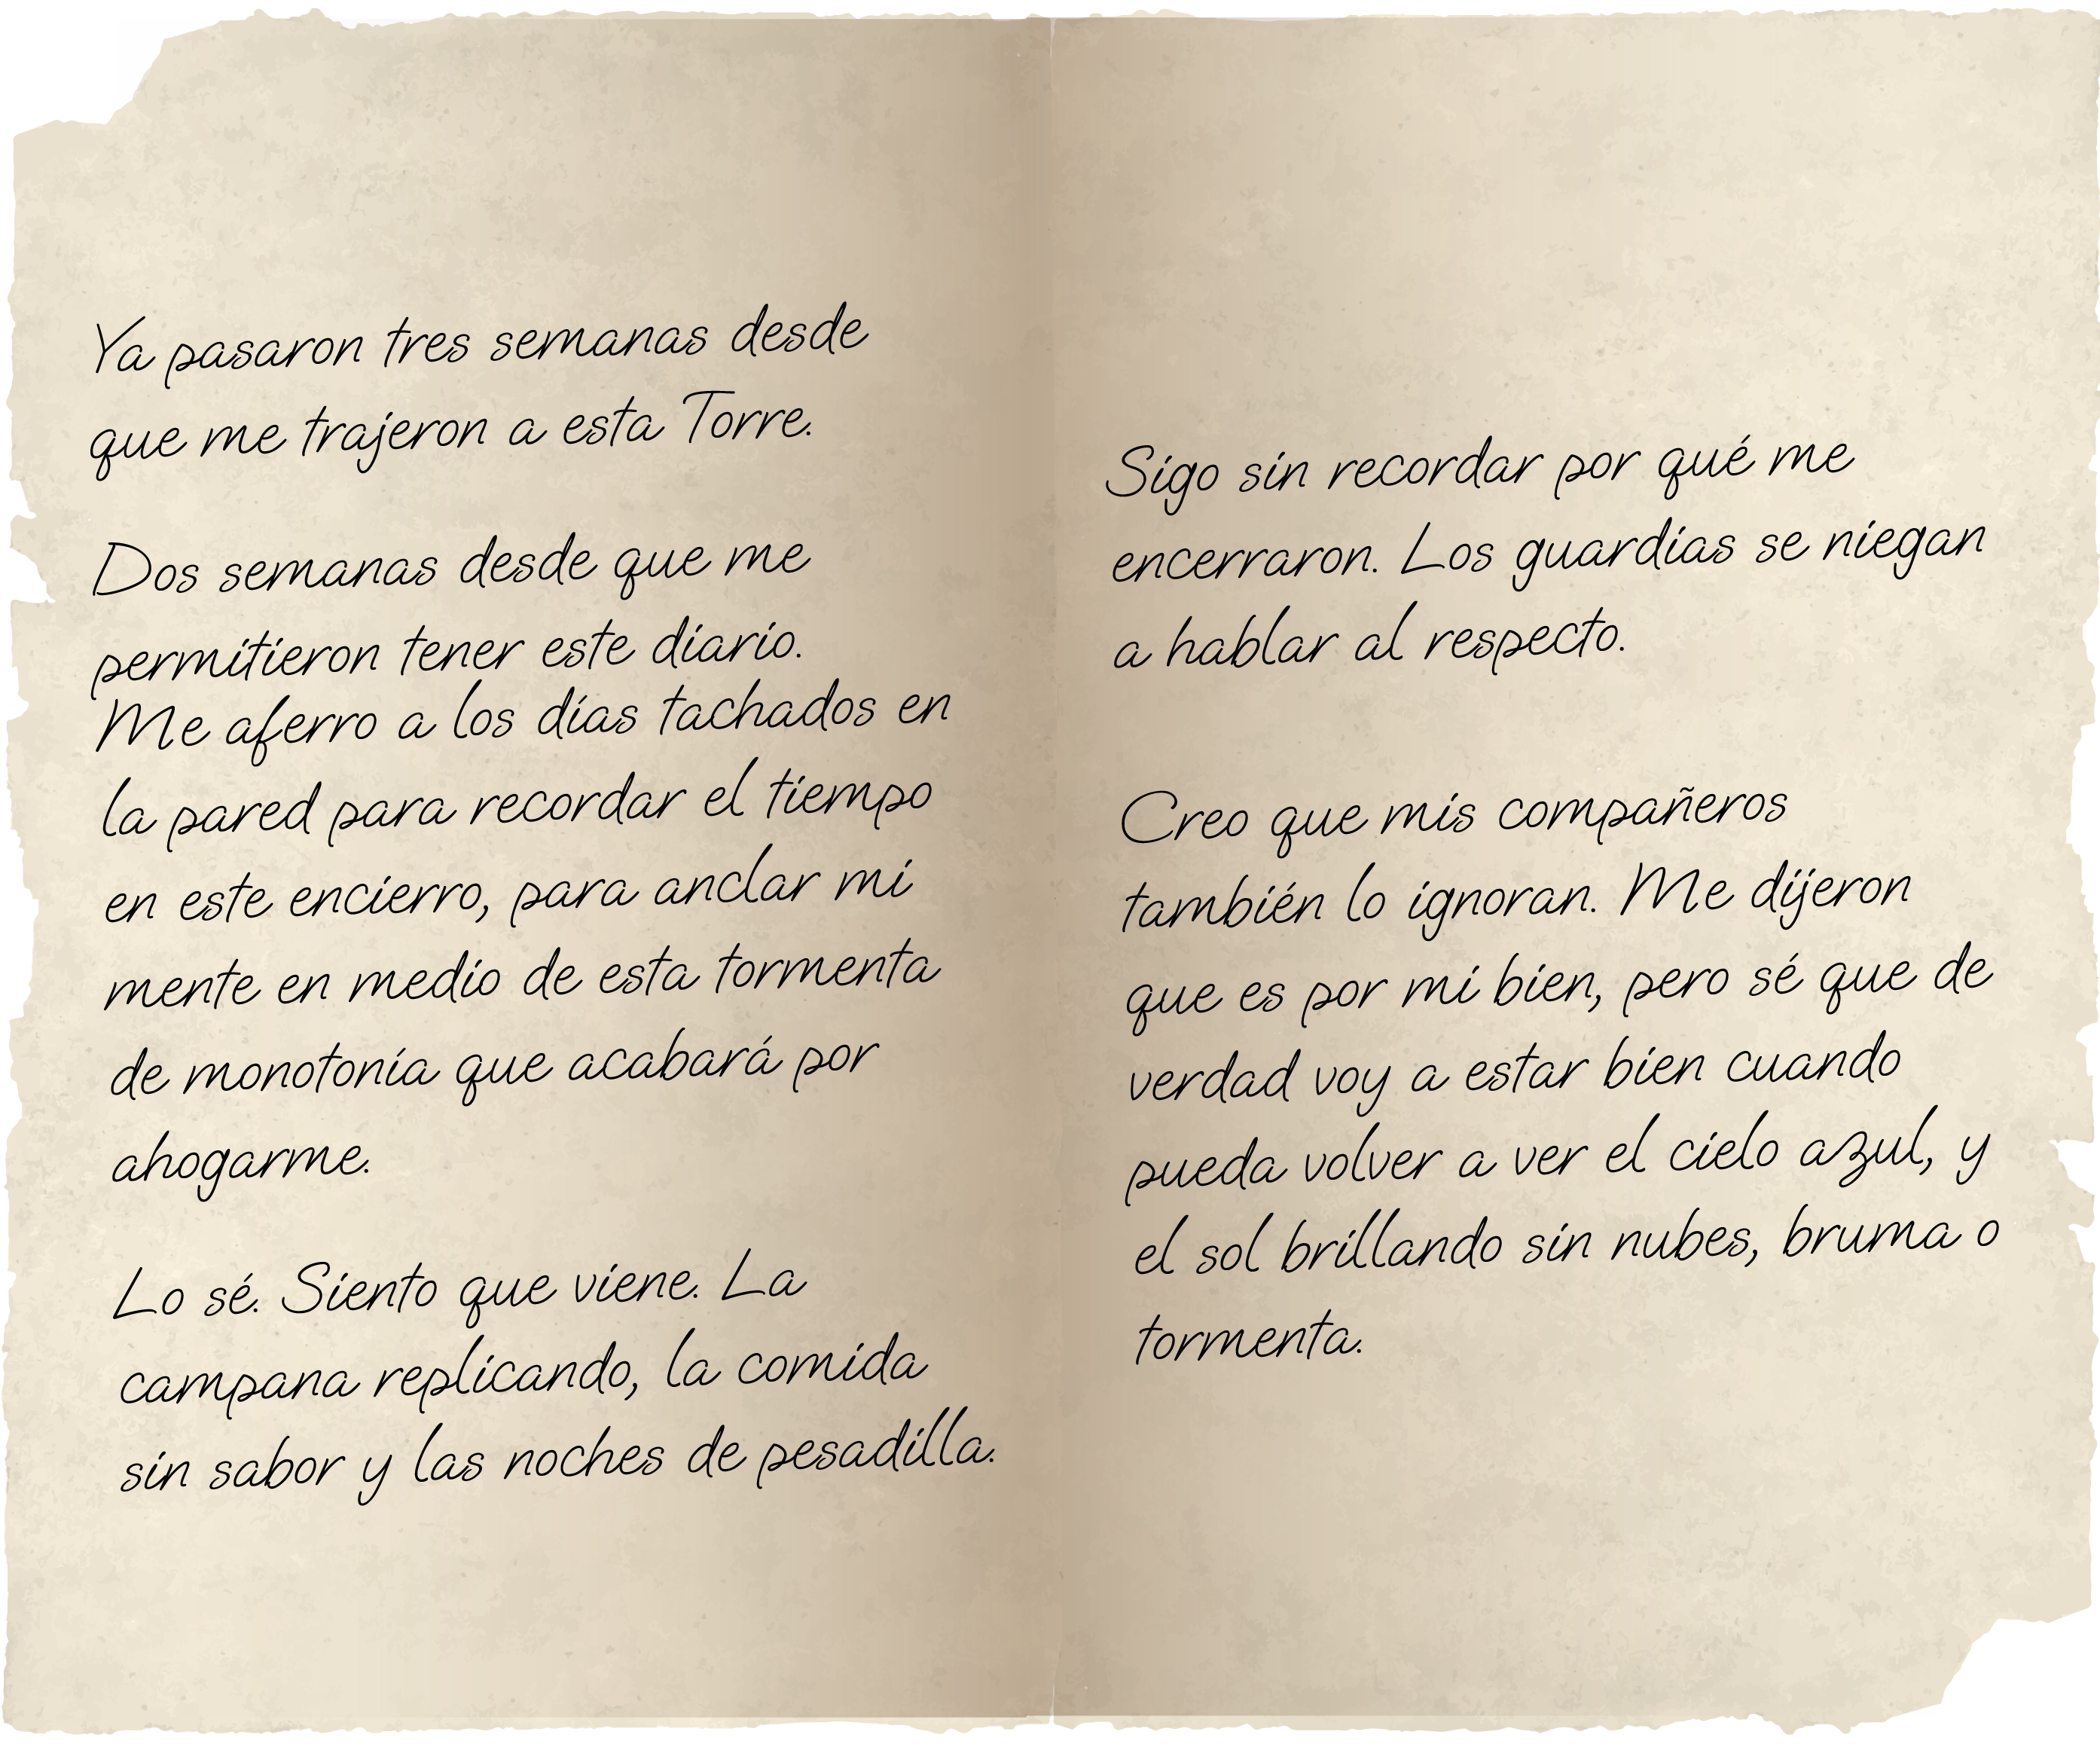 Ya pasaron tres semanas desde
que me trajeron a esta Torre.
Dos semanas desde que me
permitieron tener este diario.
Me aferro a los días tachados en
la pared para recordar el tiempo
en este encierro, para anclar mi
mente en medio de esta tormenta
de monotonía que acabará por
ahogarme.
Lo sé. Siento que viene. La
campana replicando, la comida
sin sabor y las noches de pesadilla.
Sigo sin recordar por qué me
encerraron. Los guardias se niegan
a hablar al respecto.
Creo que mis compañeros
también lo ignoran. Me dijeron
que es por mi bien, pero sé que de
verdad voy a estar bien cuando
pueda volver a ver el cielo azul, y
el sol brillando sin nubes, bruma o
tormenta.